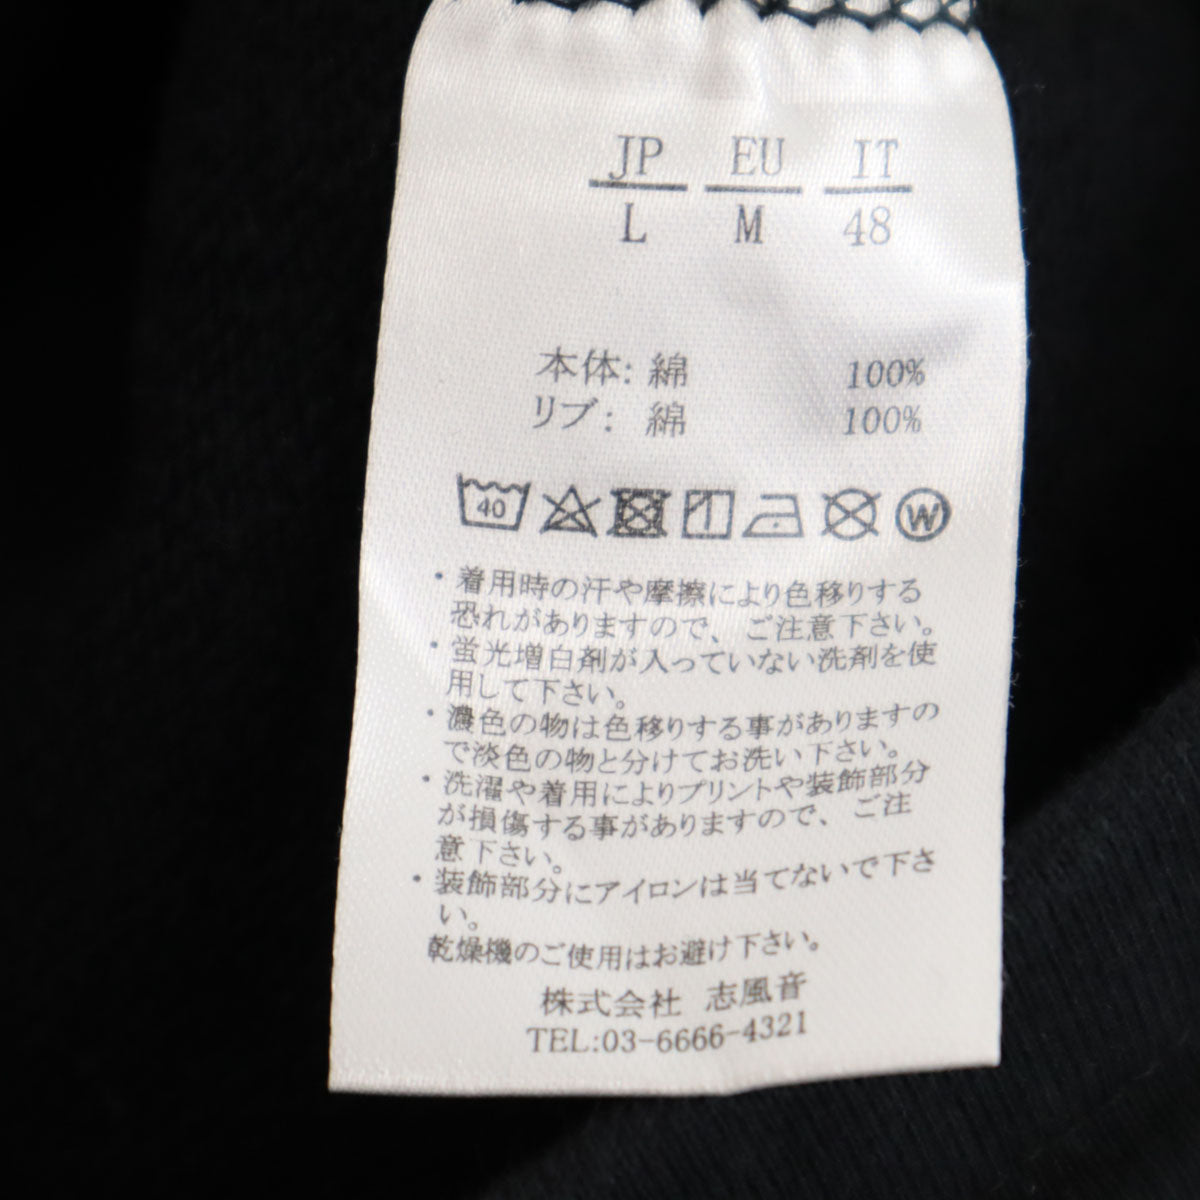 JP EU IT
L M 48
本体: 綿 100%
リブ: 綿 100%
40 W
・着用時の汗や摩擦により色移りする
恐れがありますので、ご注意下さい。
・蛍光増白剤が入っていない洗剤を使
用して下さい。
・濃色の物は色移りする事がありますの
で淡色の物と分けてお洗い下さい。
・洗濯や着用によりプリントや装飾部分
が損傷する事がありますので、ご注
意下さい。
・装飾部分にアイロンは当てないで下さ
い。
乾燥機のご使用はお避け下さい。
株式会社 志風音
TEL:03-6666-4321